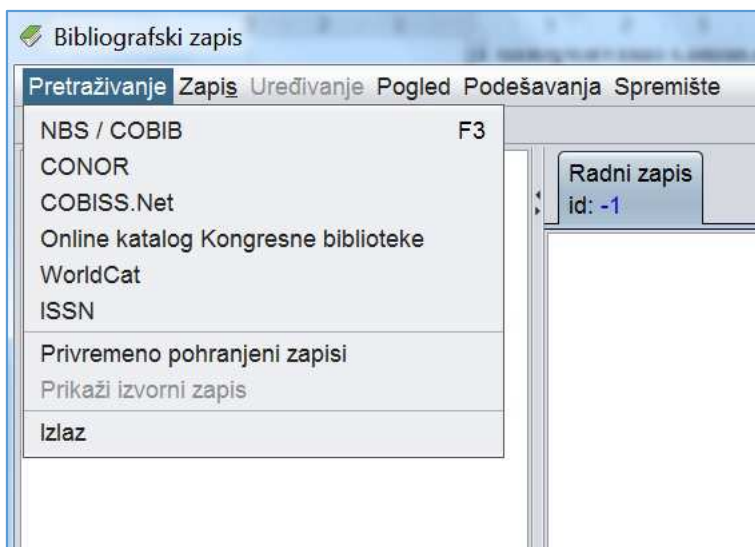 Bibliografski zapis
Pretraživanje Zapis Uređivanje Pogled Podešavanja Spremište
NBS / COBIB F3
CONOR
COBISS.Net
Online katalog Kongresne biblioteke
WorldCat
ISSN
Privremeno pohranjeni zapisi
Prikaži izvorni zapis
Izlaz
Radni zapis
id: -1